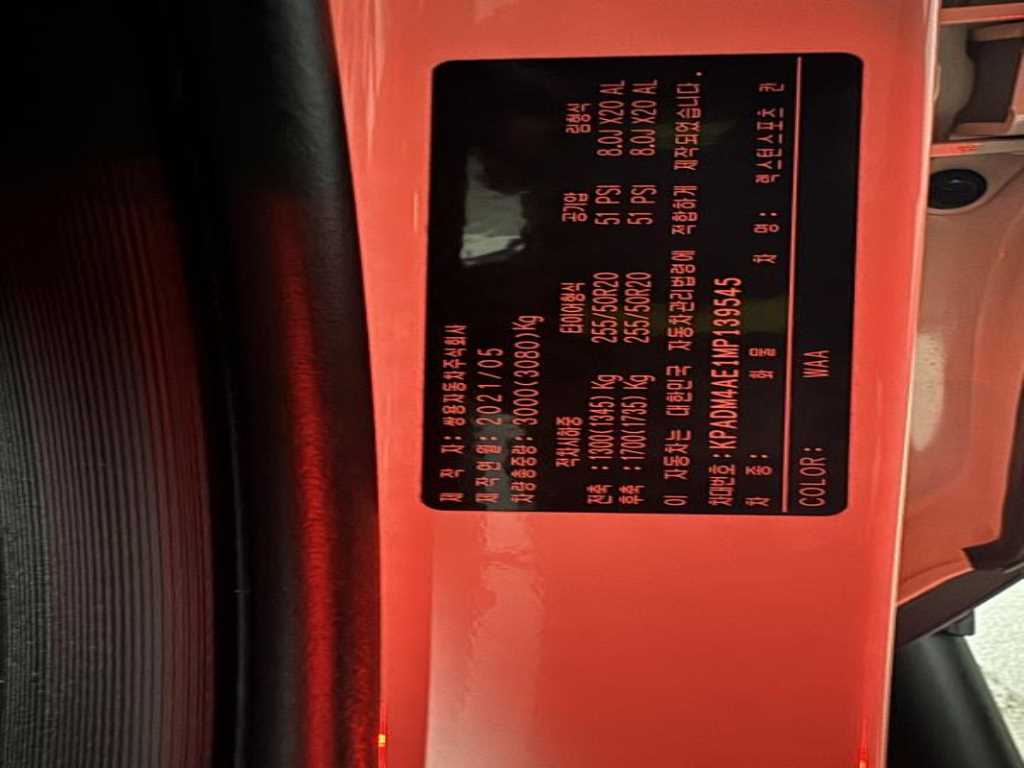 제 작 자 : 쌍용자동차주식회사
제작연월 : 2021/05
차량총중량 : 3000(3080)Kg
적차시하중 타이어형식 공기압 림형식
전축 : 1300(1345)Kg 255/50R20 51 PSI 8.0J X20 AL
후축 : 1700(1735)Kg 255/50R20 51 PSI 8.0J X20 AL
이 자동차는 대한민국 자동차관리법령에 적합하게 제작되었습니다.
차대번호 : KPADM4AE1MP139545
차 종 : 화물 차 명 : 렉스턴스포츠 칸
COLOR: WAA